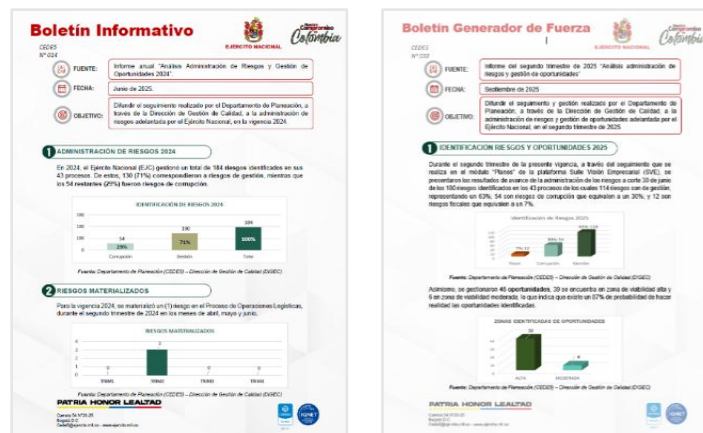 Boletín Informativo
EJERCITO NACIONAL
Colombia
CEDE5
N° 014
FUENTE:
Informe anual "Análisis Administración de Riesgos y Gestión de
Oportunidades 2024".
FECHA:
Junio de 2025.
OBJETIVO:
Difundir el seguimiento realizado por el Departamento de Planeación, a
través de la Dirección de Gestión de Calidad, a la administración de
riesgos adelantada por el Ejército Nacional, en la vigencia 2024.
1 ADMINISTRACIÓN DE RIESGOS 2024
En 2024, el Ejército Nacional (EJC) gestionó un total de 184 riesgos identificados en sus
43 procesos. De estos, 130 (71%) correspondieron a riesgos de gestión, mientras que
los 54 restantes (29%) fueron riesgos de corrupción.
IDENTIFICACIÓN DE RIESGOS 2024
54
29%
130
71%
184
100%
Corrupción
Gestión
Total
Fuente: Departamento de Planeación (CEDE5) – Dirección de Gestión de Calidad (DIGEC)
2 RIESGOS MATERIALIZADOS
Para la vigencia 2024, se materializó un (1) riesgo en el Proceso de Operaciones Logísticas,
durante el segundo trimestre de 2024 en los meses de abril, mayo y junio.
RIESGOS MATERIALIZADOS
Fuente: Departamento de Planeación (CEDE5) – Dirección de Gestión de Calidad (DIGEC)
PATRIA HONOR LEALTAD
Boletín Generador de Fuerza
EJERCITO NACIONAL
Colombia
CEDE5
FUENTE:
Informe del segundo trimestre de 2025 "Análisis administración de
riesgos y gestión de oportunidades"
FECHA:
Septiembre de 2025
OBJETIVO:
Difundir el seguimiento y gestión realizada por el Departamento de
Planeación, a través de la Dirección de Gestión de Calidad, a la
administración de riesgos y gestión de oportunidades adelantada por el
Ejército Nacional, en el segundo trimestre de 2025.
1 IDENTIFICACIÓN RIESGOS Y OPORTUNIDADES 2025
Durante el segundo trimestre de la presente vigencia, a través del seguimiento que se
realiza en el módulo "Planes" de la plataforma Suite Visión Empresarial (SVE), se
presentaron los resultados de avance de la administración de los riesgos a corte 30 de junio
de los 180 riesgos identificados en los 43 procesos de los cuales 114 riesgos son de gestión,
representando un 63%, 54 son riesgos de corrupción que equivalen a un 30%, y 12 son
riesgos fiscales que equivalen a un 7%.
Identificación de Riesgos 2025
Asimismo, se gestionaron 45 oportunidades, 39 se encuentra en zona de viabilidad alta y
6 en zona de viabilidad moderada, lo que indica que existe un 87% de probabilidad de hacer
realidad las oportunidades identificadas.
ZONAS IDENTIFICADAS DE OPORTUNIDADES
ALTA
MODERADA
Fuente: Departamento de Planeación (CEDE5) – Dirección de Gestión de Calidad (DIGEC)
PATRIA HONOR LEALTAD